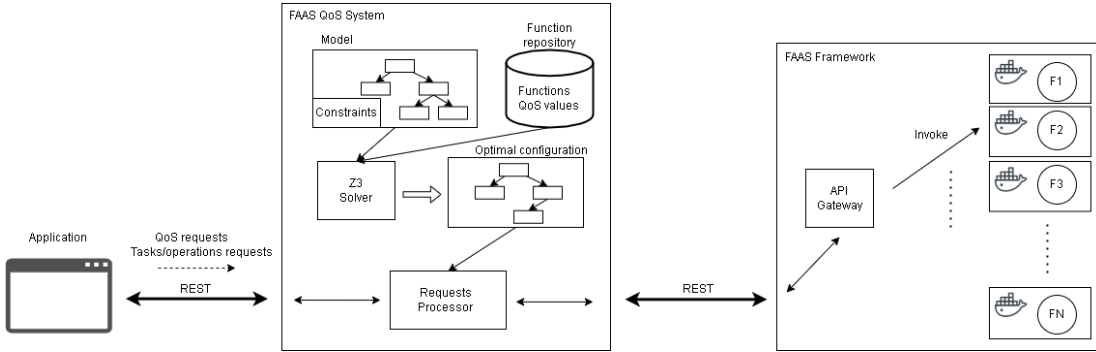 FAAS QoS System
Model
Function
repository
Constraints
Functions
QoS values
Z3
Solver
Optimal configuration
Requests
Processor
Application
QoS requests
Tasks/operations requests
REST
REST
FAAS Framework
API
Gateway
Invoke
F1
F2
F3
FN